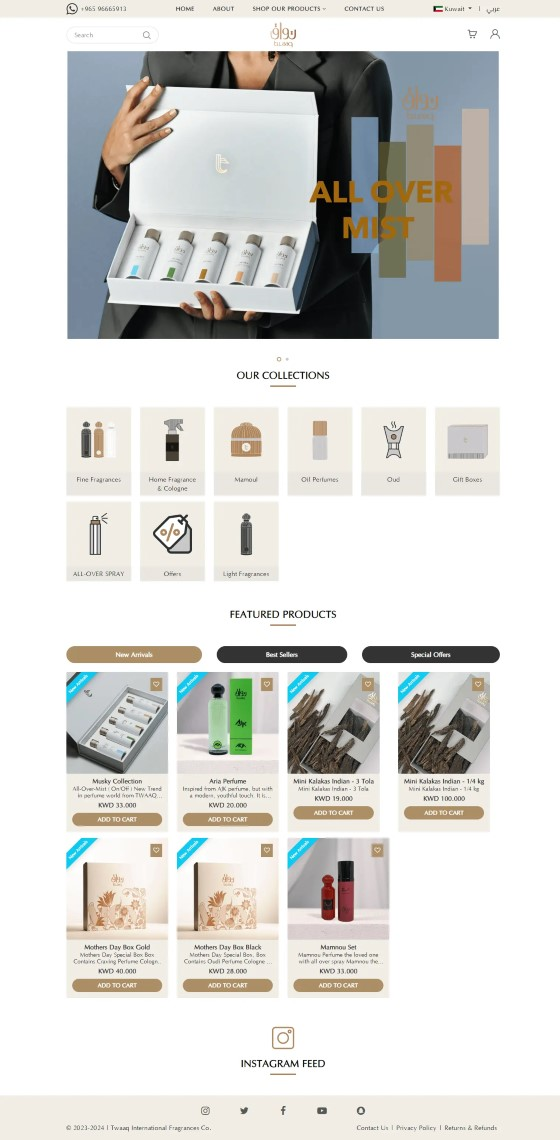 +965 96665913
HOME
ABOUT
SHOP OUR PRODUCTS
CONTACT US
Kuwait
عربي
Search
TWAAQ
ALL OVER
MIST
OUR COLLECTIONS
Fine Fragrances
Home Fragrance
& Cologne
Mamoul
Oil Perfumes
Oud
Gift Boxes
ALL-OVER SPRAY
Offers
Light Fragrances
FEATURED PRODUCTS
New Arrivals
Best Sellers
Special Offers
New Arrivals
New Arrivals
New Arrivals
New Arrivals
Musky Collection
All-Over-Mist ! On/Off ! New Trend
in perfume world from TWAAQ...
KWD 33.000
ADD TO CART
Aria Perfume
Inspired from AJK perfume, but with
a modern, youthful touch. It is...
KWD 20.000
ADD TO CART
Mini Kalakas Indian - 3 Tola
Mini Kalakas Indian - 3 Tola
KWD 19.000
ADD TO CART
Mini Kalakas Indian - 1/4 kg
Mini Kalakas Indian - 1/4 kg
KWD 100.000
ADD TO CART
New Arrivals
New Arrivals
New Arrivals
Mothers Day Box Gold
Mothers Day Special Box Box
Contains Craving Perfume Cologn...
KWD 40.000
ADD TO CART
Mothers Day Box Black
Mothers Day Special Box, Box
Contains Oudi Perfume Cologne ...
KWD 28.000
ADD TO CART
Mamnou Set
Mamnou Perfume the loved one
with all over spray Mamnou the...
KWD 33.000
ADD TO CART
INSTAGRAM FEED
© 2023-2024 | Twaaq International Fragrances Co.
Contact Us | Privacy Policy | Returns & Refunds